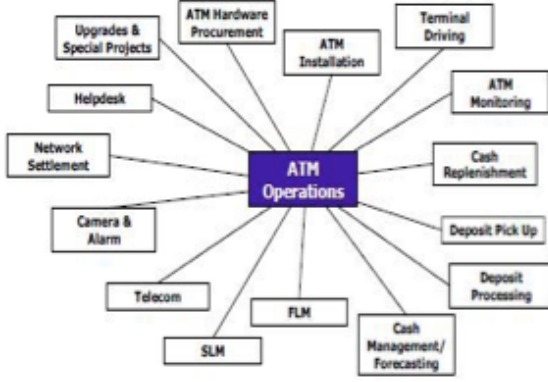 ATM Hardware
Procurement
Terminal
Driving
Upgrades &
Special Projects
ATM
Installation
Helpdesk
ATM
Monitoring
Network
Settlement
ATM
Operations
Cash
Replenishment
Camera &
Alarm
Deposit Pick Up
Telecom
FLM
Deposit
Processing
SLM
Cash
Management/
Forecasting